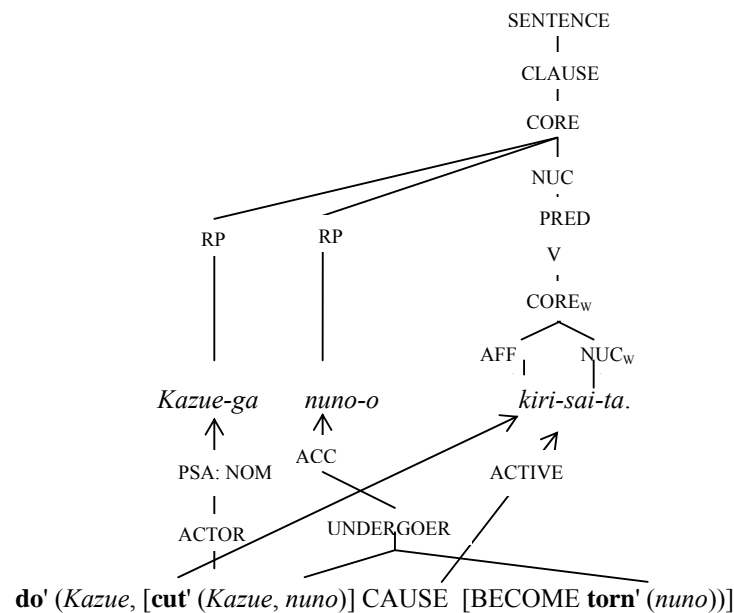 SENTENCE
CLAUSE
CORE
NUC
PRED
RP RP
V
COREW
AFF NUCW
Kazue-ga nuno-o kiri-sai-ta.
ACC
PSA: NOM ACTIVE
ACTOR UNDERGOER
do' (Kazue, [cut' (Kazue, nuno)] CAUSE [BECOME torn' (nuno))]